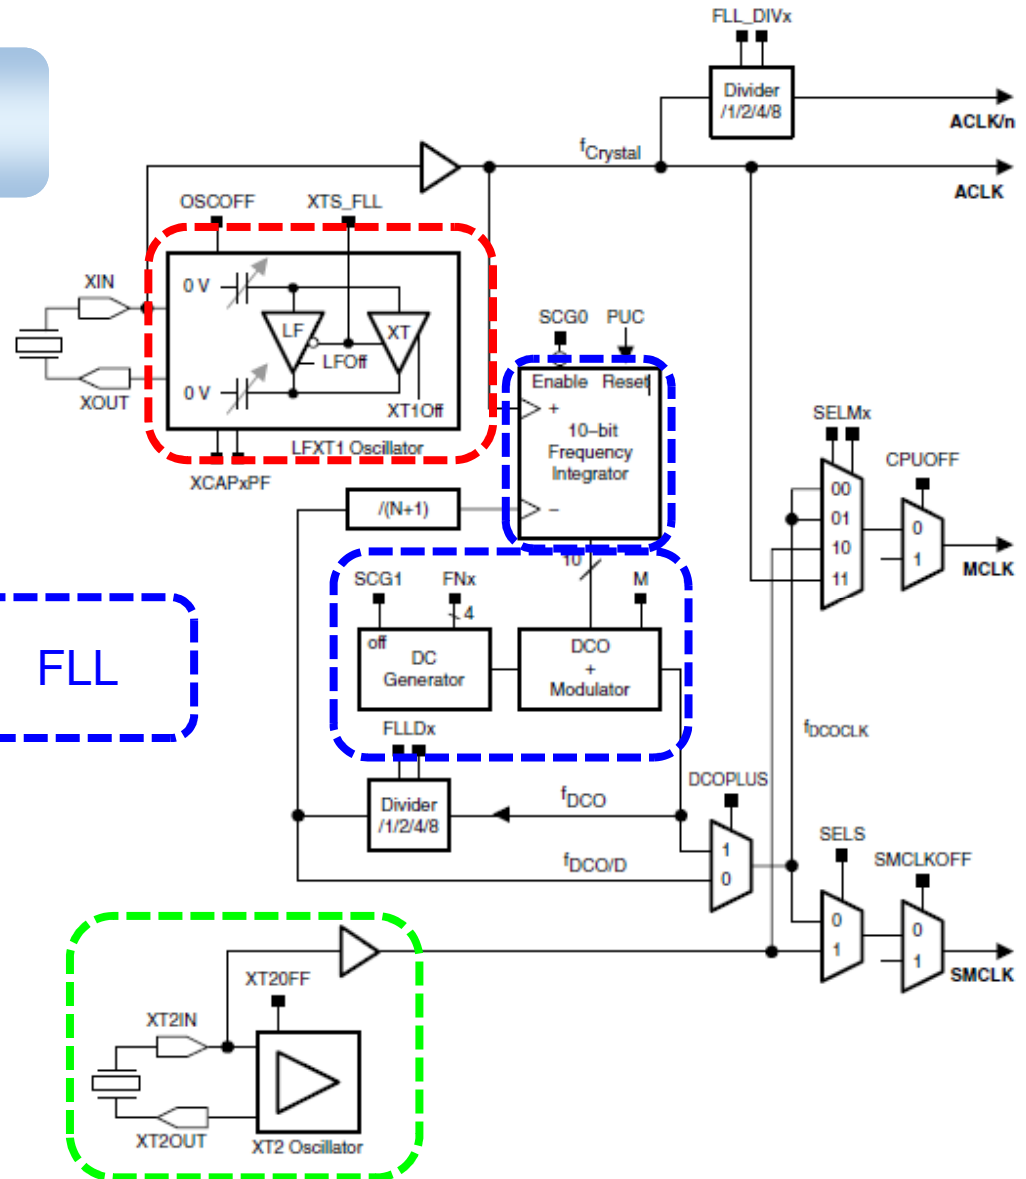 FLL_DIVx
Divider
/1/2/4/8
ACLK/n
fCrystal
ACLK
OSCOFF
XTS_FLL
XIN
0 V
LF
XT
LFOff
0 V
XT1Off
XOUT
LFXT1 Oscillator
XCAPxPF
SCG0
PUC
Enable
Reset
+
10–bit
Frequency
Integrator
–
/(N+1)
10
SELMx
00
01
10
11
CPUOFF
0
1
MCLK
SCG1
FNx
4
M
off
DC
Generator
DCO
+
Modulator
FLL
FLLDx
Divider
/1/2/4/8
fDCO
fDCO/D
DCOPLUS
1
0
fDCOCLK
SELS
0
1
SMCLKOFF
0
1
SMCLK
XT20FF
XT2IN
XT2OUT
XT2 Oscillator